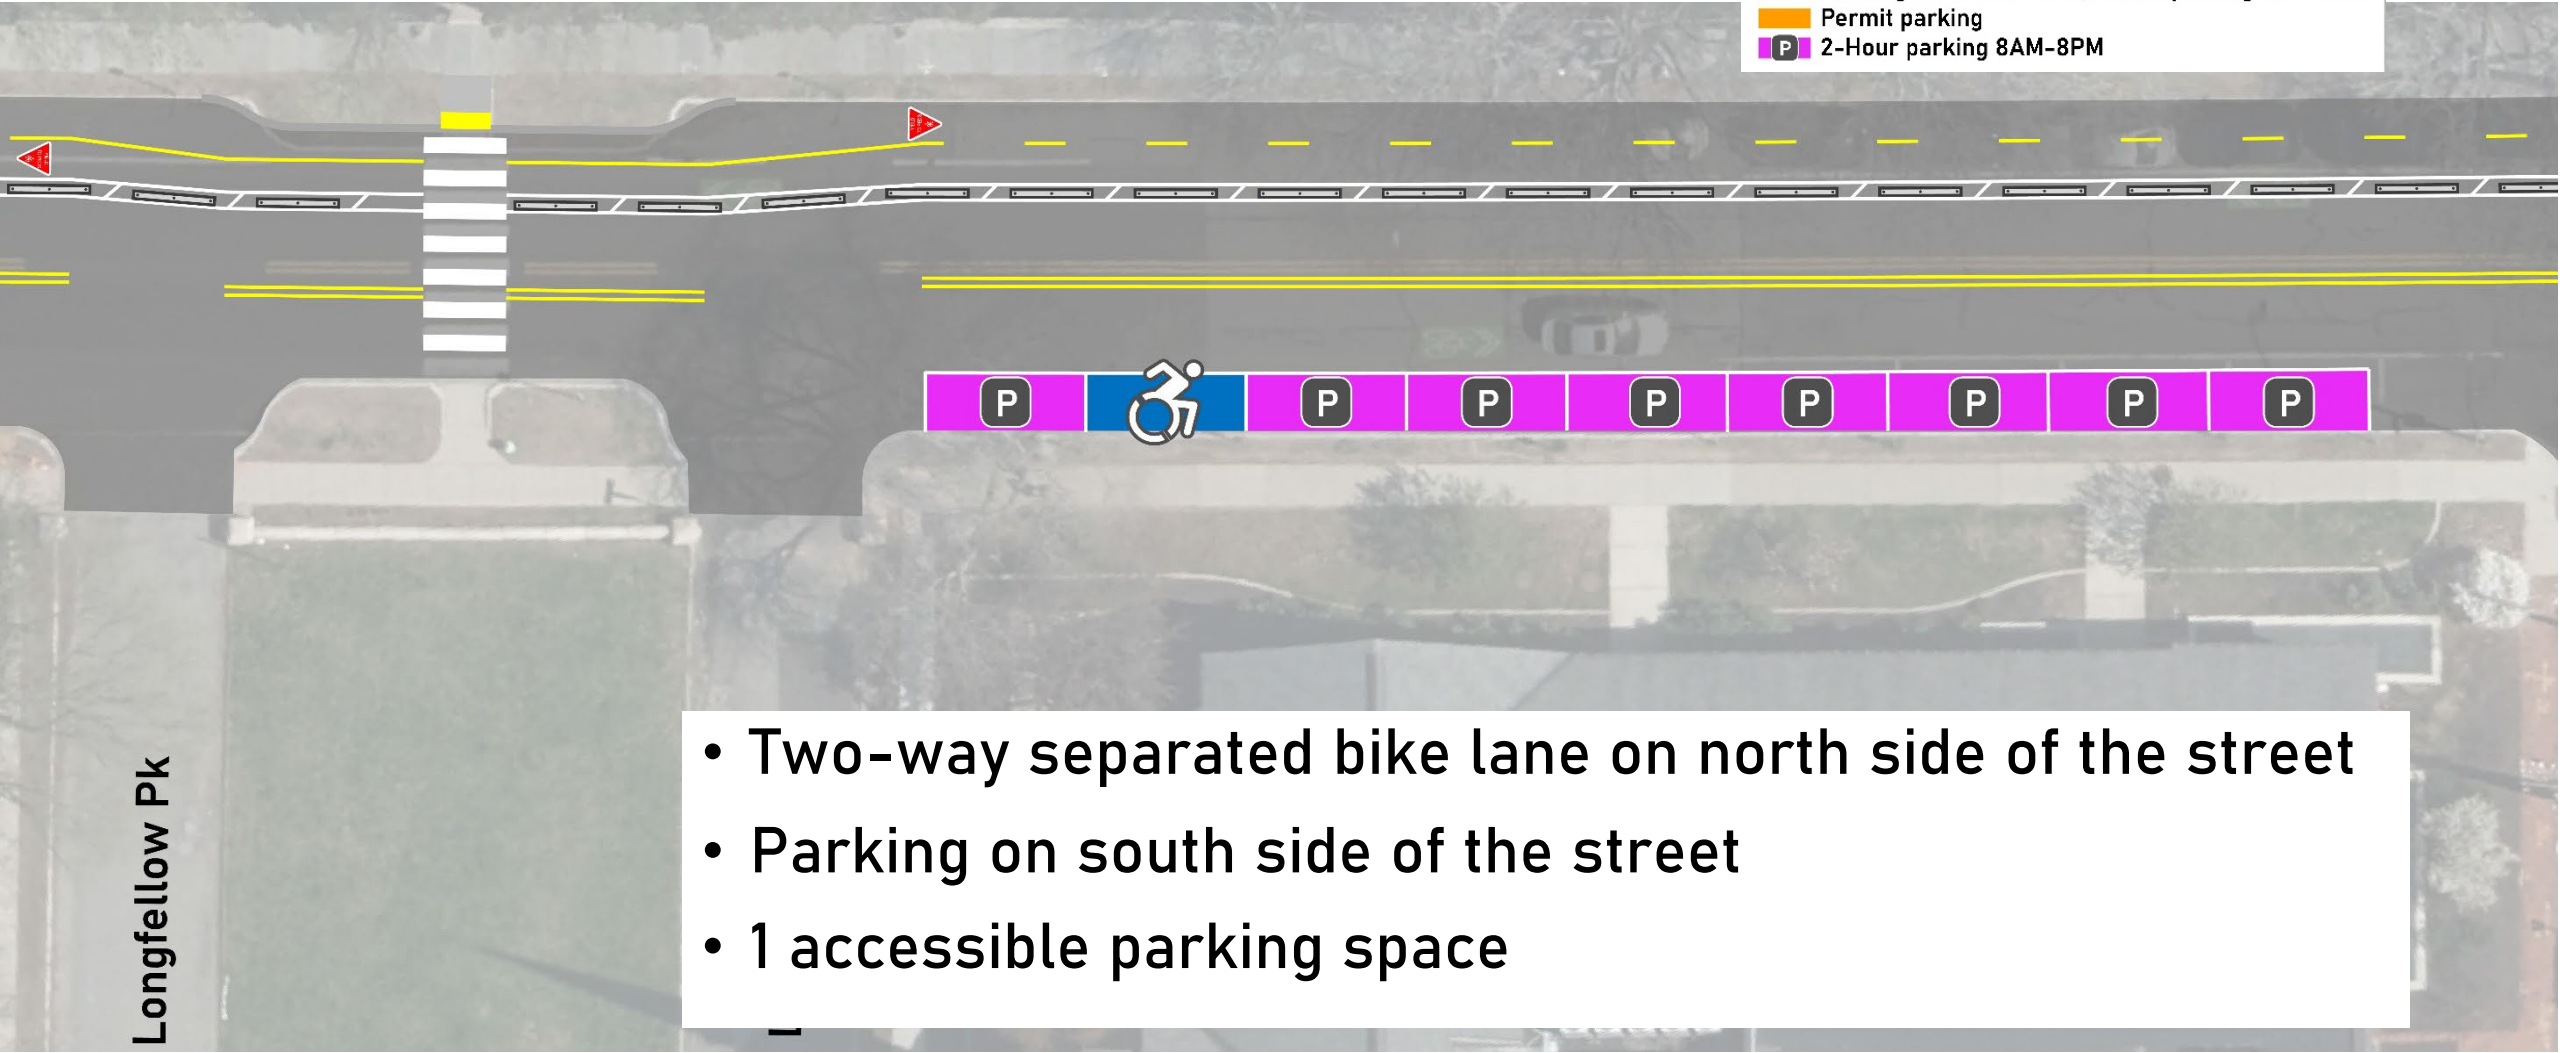 Permit parking
P 2-Hour parking 8AM-8PM
P P P P P P P P
• Two-way separated bike lane on north side of the street
• Parking on south side of the street
• 1 accessible parking space
Longfellow Pk